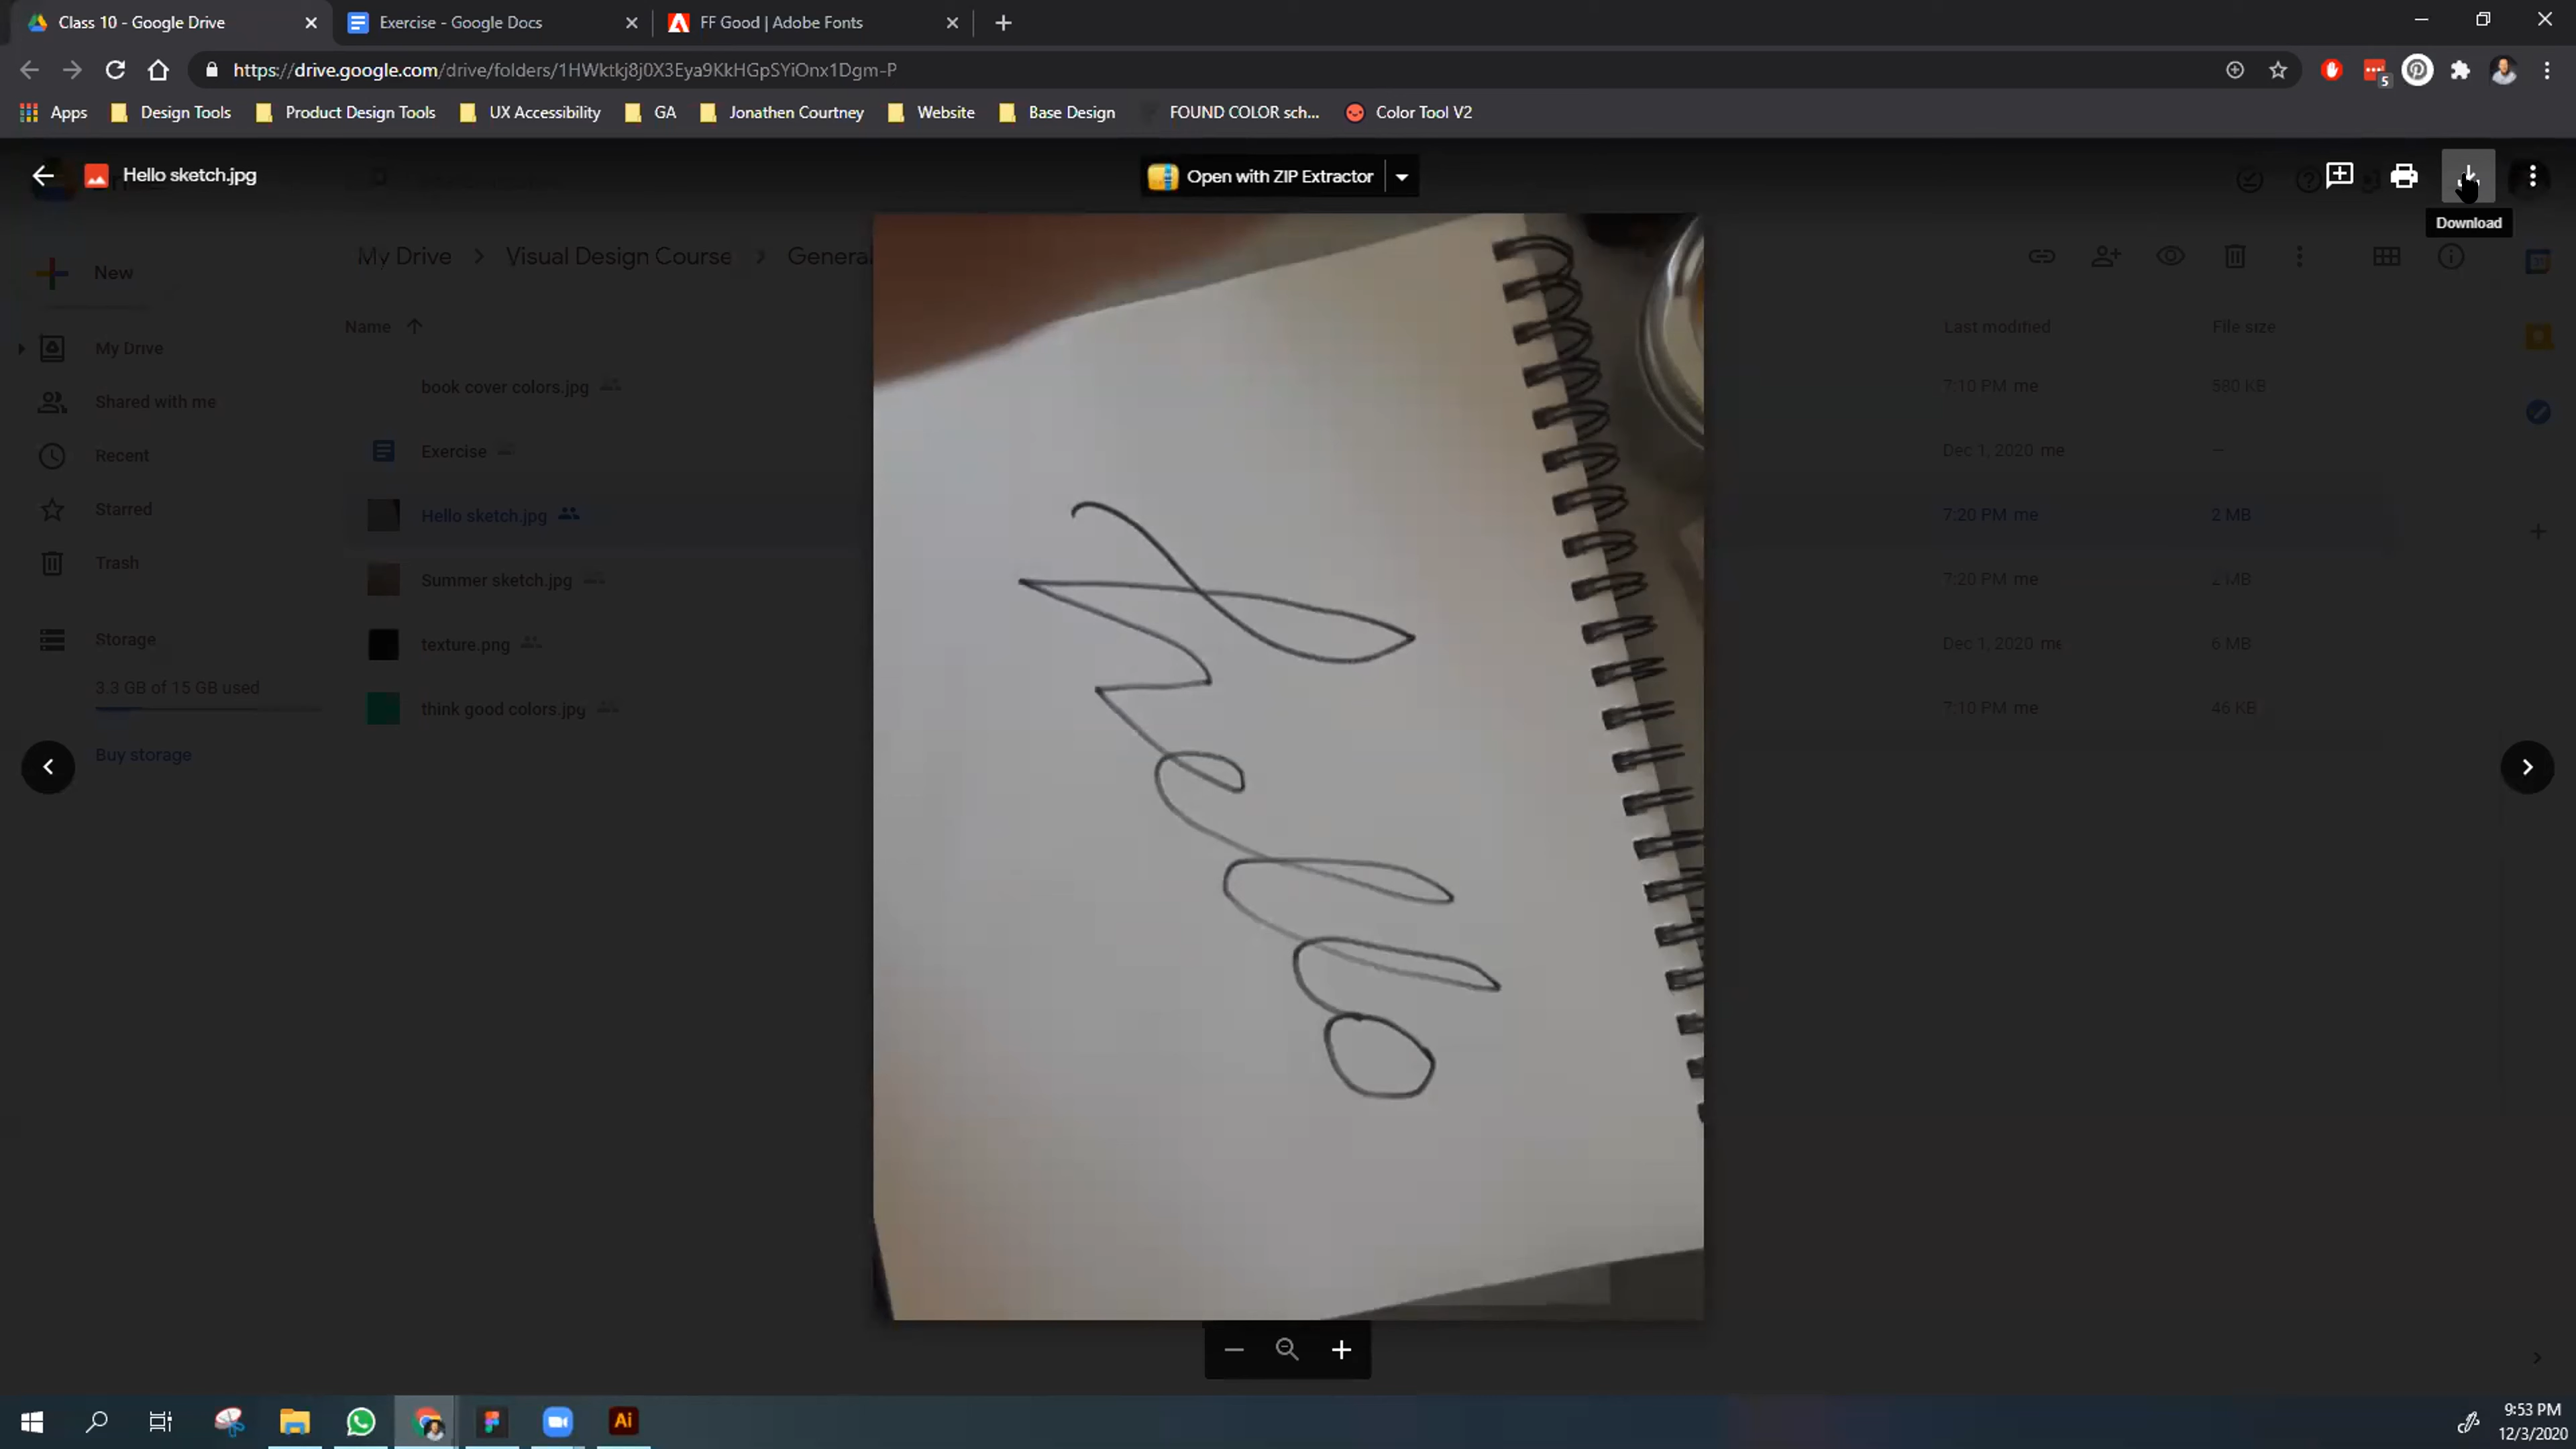 Class 10 - Google Drive
Exercise - Google Docs
FF Good | Adobe Fonts
https://drive.google.com/drive/folders/1HWktkj8j0X3Eya9KkHGpSYiOnx1Dgm-P
5
Apps
Design Tools
Product Design Tools
UX Accessibility
GA
Jonathen Courtney
Website
Base Design
FOUND COLOR sch...
Color Tool V2
Hello sketch.jpg
Open with ZIP Extractor
Download
New
My Drive > Visual Design Course > General
Name
Last modified
File size
My Drive
Shared with me
Recent
Starred
Trash
Storage
3.3 GB of 15 GB used
Buy storage
book cover colors.jpg
7:10 PM me
580 KB
Exercise
Dec 1, 2020 me
—
Hello sketch.jpg
7:20 PM me
2 MB
Summer sketch.jpg
7:20 PM me
2 MB
texture.png
Dec 1, 2020 me
6 MB
think good colors.jpg
7:10 PM me
46 KB
Hello
Ai
9:53 PM
12/3/2020